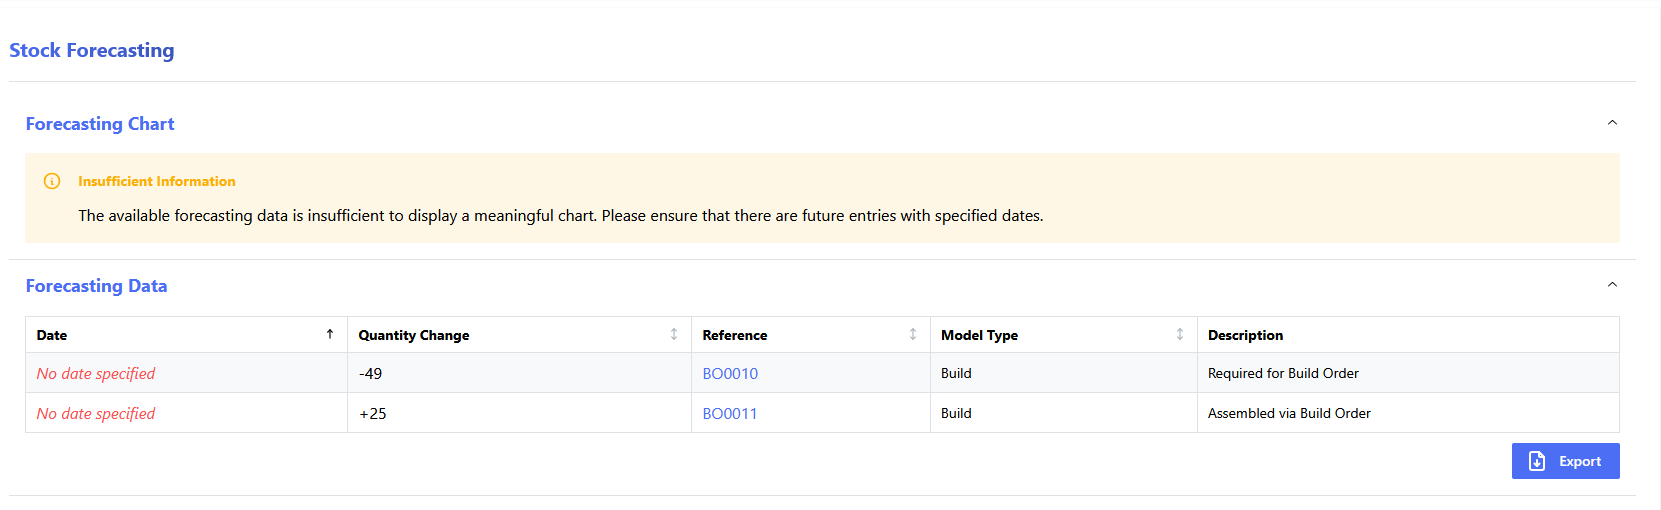 Stock Forecasting
Forecasting Chart
Insufficient Information
The available forecasting data is insufficient to display a meaningful chart. Please ensure that there are future entries with specified dates.
Forecasting Data
Date Quantity Change Reference Model Type Description
No date specified -49 BO0010 Build Required for Build Order
No date specified +25 BO0011 Build Assembled via Build Order
Export